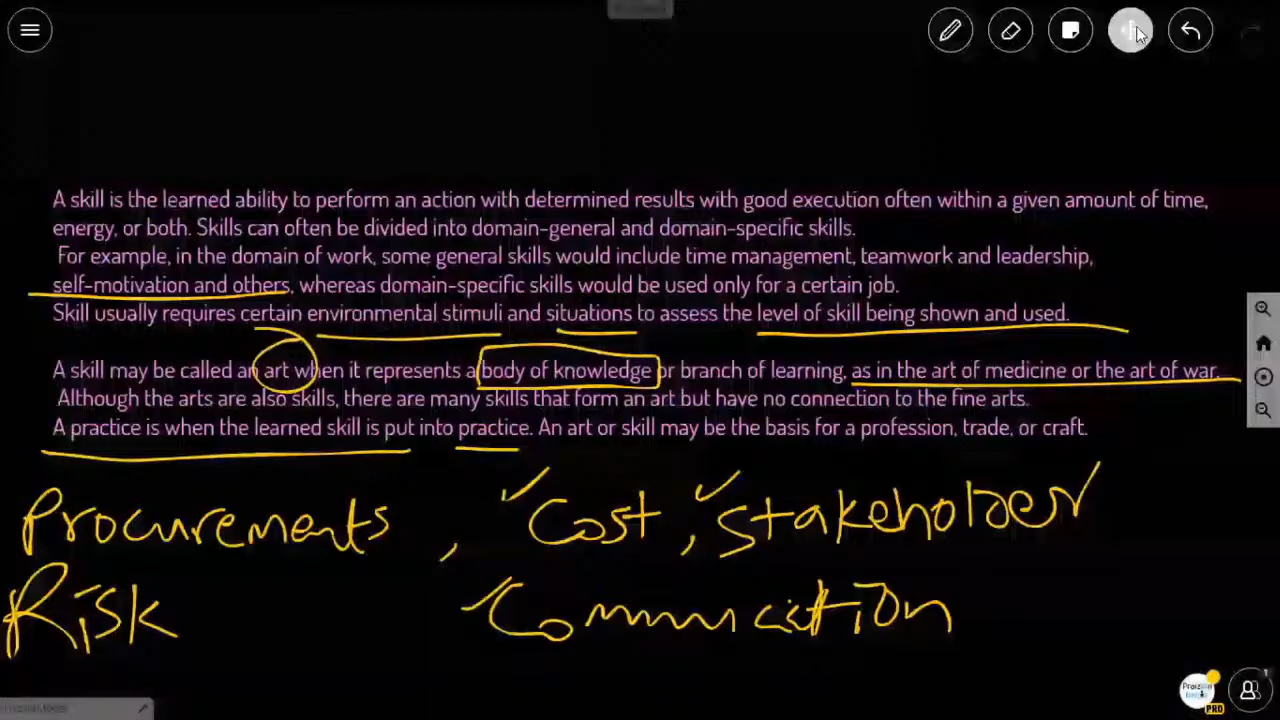 A skill is the learned ability to perform an action with determined results with good execution often within a given amount of time,
energy, or both. Skills can often be divided into domain-general and domain-specific skills.
For example, in the domain of work, some general skills would include time management, teamwork and leadership,
self-motivation and others, whereas domain-specific skills would be used only for a certain job.
Skill usually requires certain environmental stimuli and situations to assess the level of skill being shown and used.
A skill may be called an art when it represents a body of knowledge or branch of learning, as in the art of medicine or the art of war.
Although the arts are also skills, there are many skills that form an art but have no connection to the fine arts.
A practice is when the learned skill is put into practice. An art or skill may be the basis for a profession, trade, or craft.
Procurements, Cost, Stakeholder
Risk Communication
PRO
1